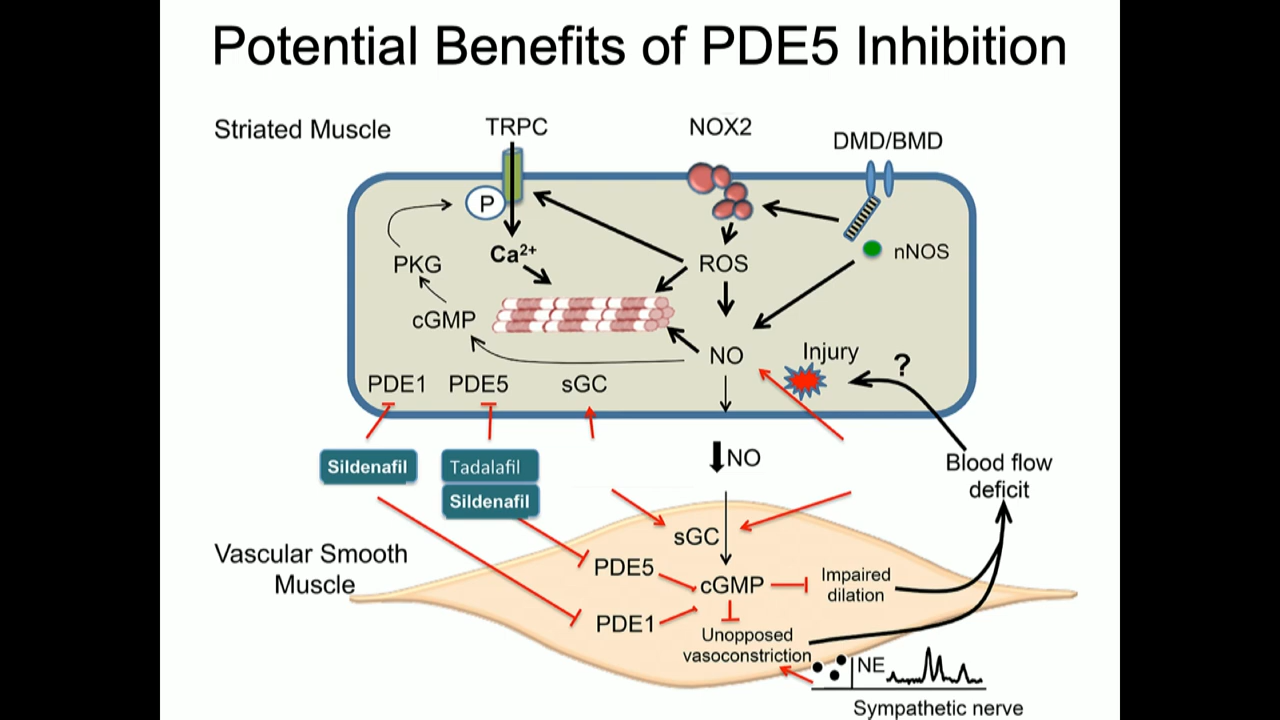 Potential Benefits of PDE5 Inhibition
Striated Muscle
TRPC
NOX2
DMD/BMD
P
Ca²⁺
ROS
nNOS
PKG
cGMP
NO
Injury
?
PDE1
PDE5
sGC
Sildenafil
Tadalafil
Sildenafil
NO
Blood flow
deficit
Vascular Smooth
Muscle
sGC
PDE5
cGMP
Impaired
dilation
PDE1
Unopposed
vasoconstriction
NE
Sympathetic nerve